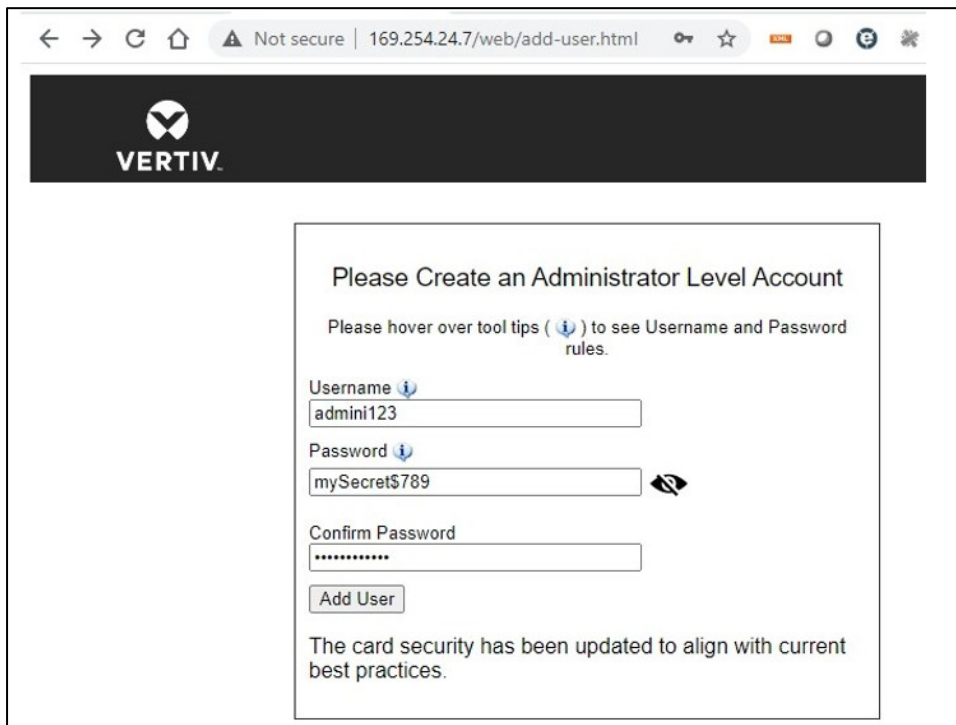 Not secure | 169.254.24.7/web/add-user.html
VERTIV™
Please Create an Administrator Level Account
Please hover over tool tips ( i ) to see Username and Password
rules.
Username i
admini123
Password i
mySecret$789
Confirm Password
••••••••••••
Add User
The card security has been updated to align with current
best practices.